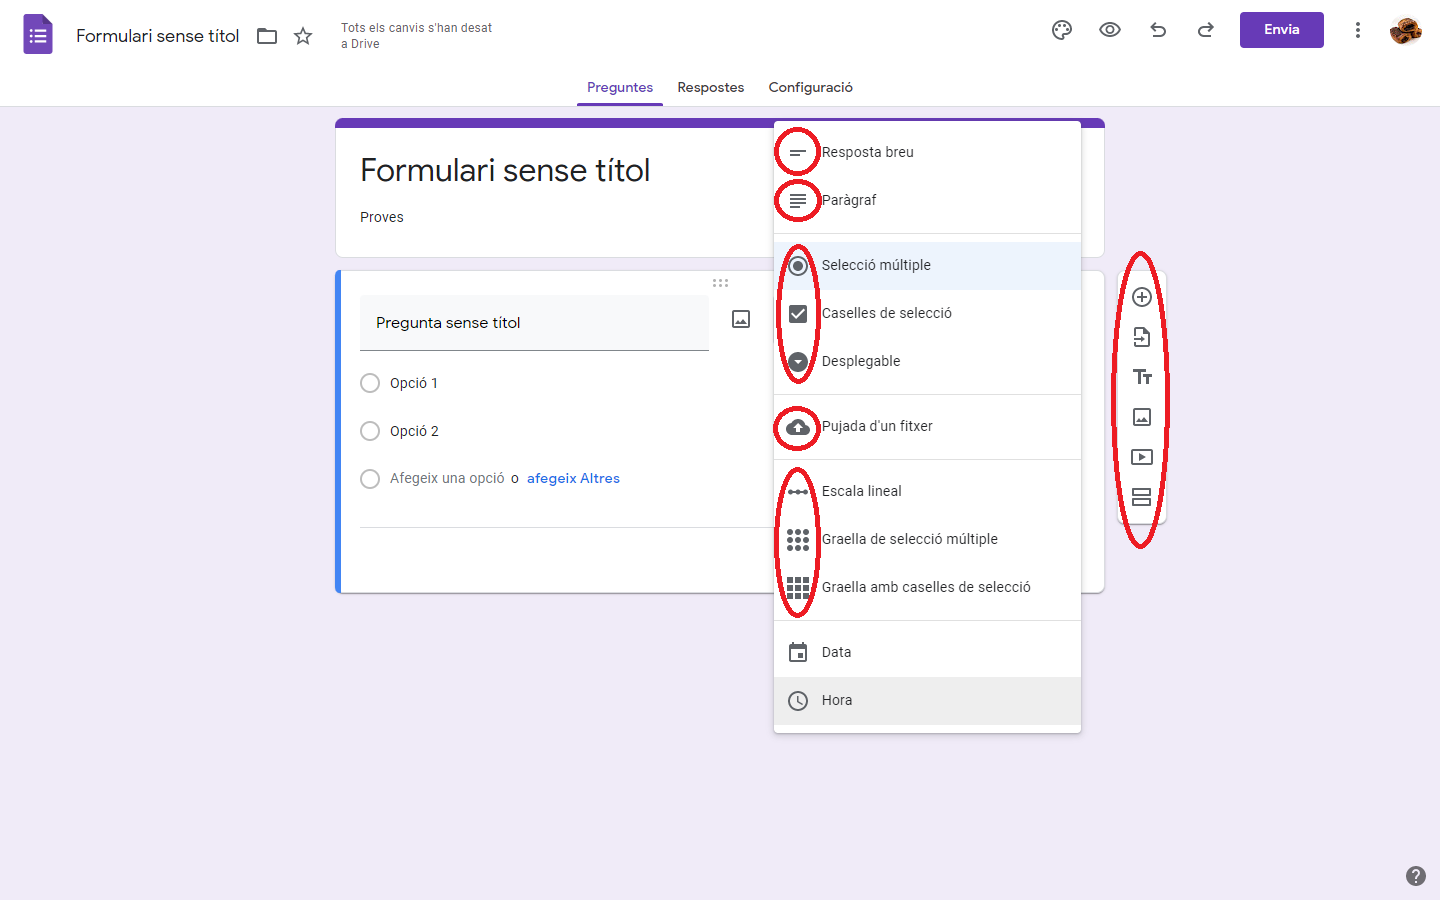 Formulari sense títol
Tots els canvis s'han desat
a Drive
Envia
Preguntes
Respostes
Configuració
Formulari sense títol
Proves
Pregunta sense títol
Opció 1
Opció 2
Afegeix una opció o afegeix Altres
Resposta breu
Paràgraf
Selecció múltiple
Caselles de selecció
Desplegable
Pujada d'un fitxer
Escala lineal
Graella de selecció múltiple
Graella amb caselles de selecció
Data
Hora